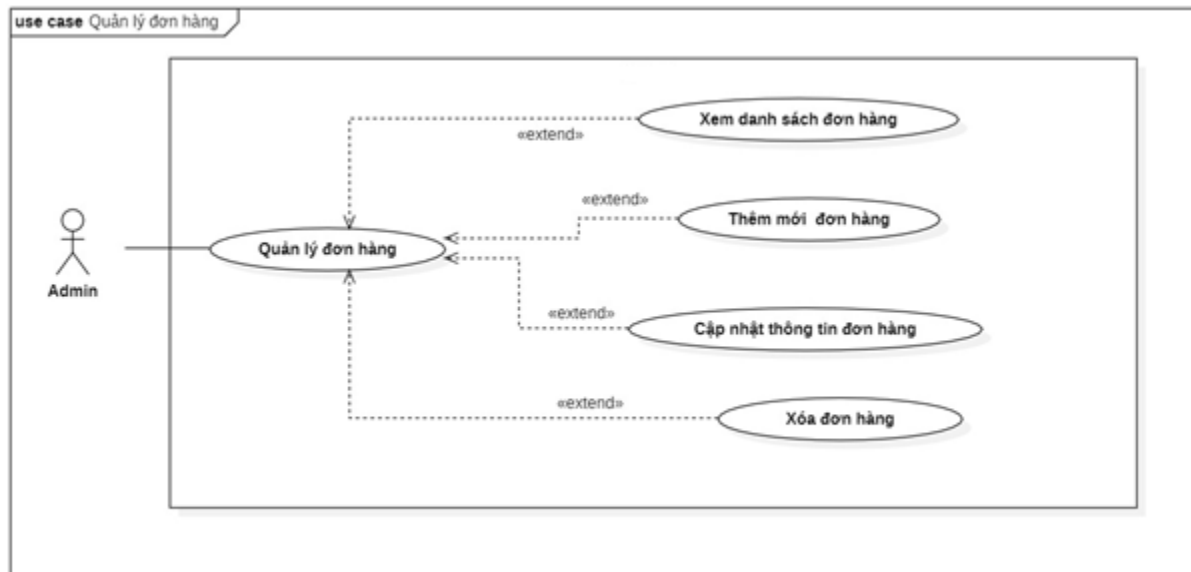 use case Quản lý đơn hàng
Xem danh sách đơn hàng
«extend»
«extend»
Thêm mới đơn hàng
Quản lý đơn hàng
Admin
«extend»
Cập nhật thông tin đơn hàng
«extend»
Xóa đơn hàng